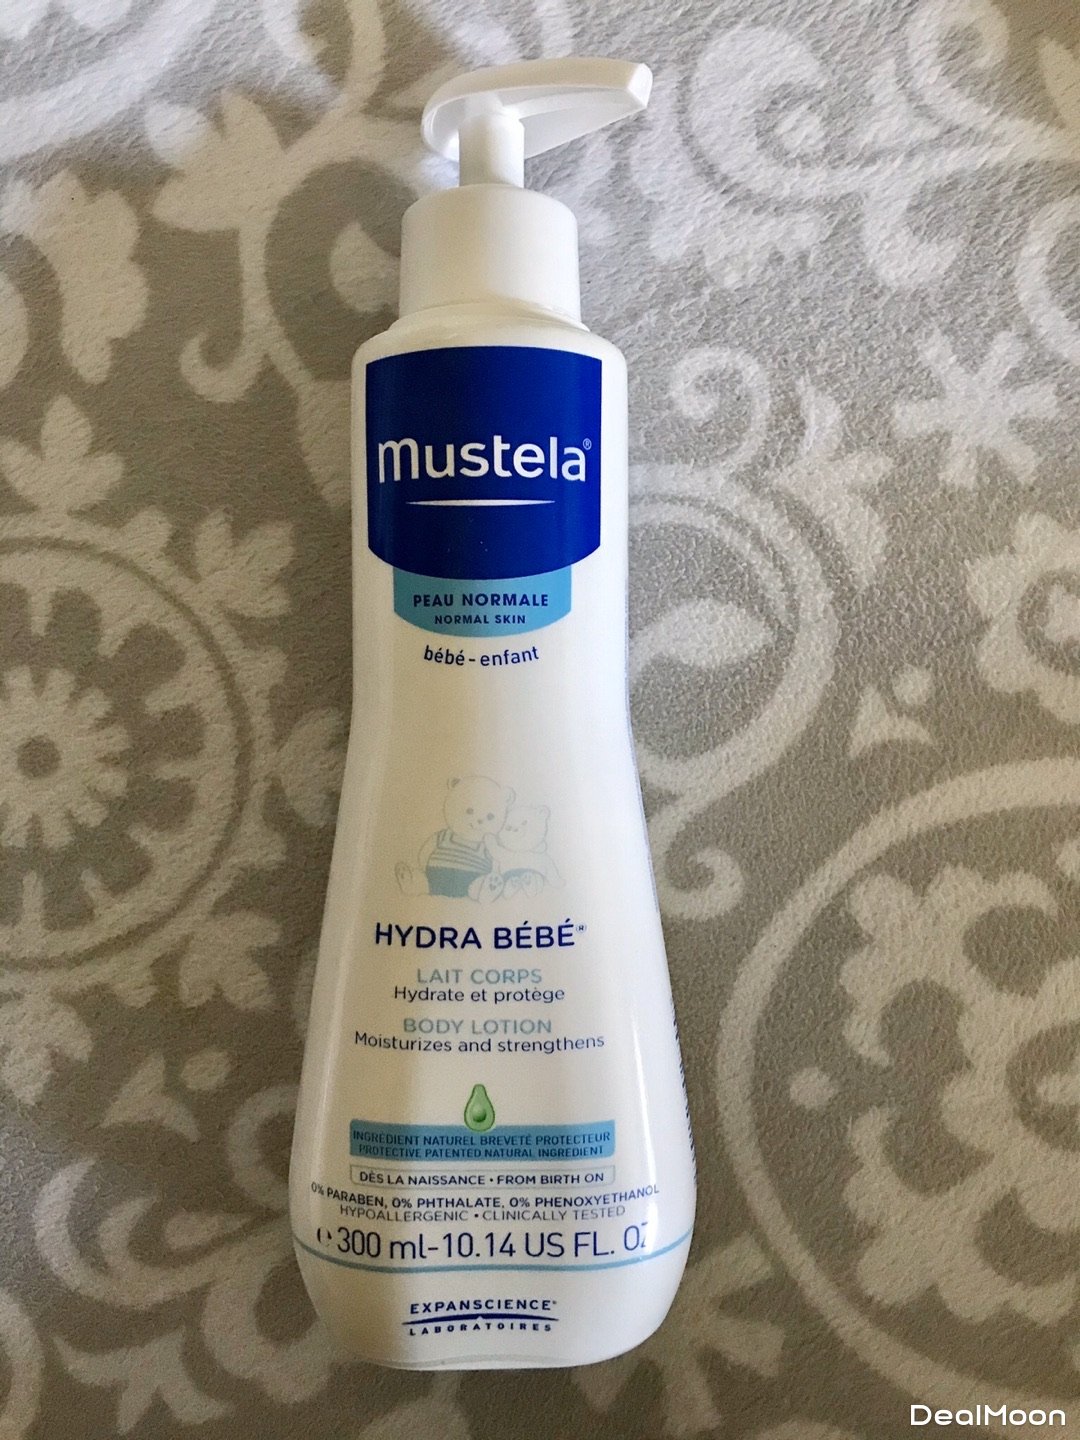 mustela®
PEAU NORMALE
NORMAL SKIN
bébé - enfant
HYDRA BÉBÉ®
LAIT CORPS
Hydrate et protège
BODY LOTION
Moisturizes and strengthens
INGRÉDIENT NATUREL BREVETÉ PROTECTEUR
PROTECTIVE PATENTED NATURAL INGREDIENT
DÈS LA NAISSANCE • FROM BIRTH ON
0% PARABEN, 0% PHTHALATE, 0% PHENOXYETHANOL
HYPOALLERGENIC • CLINICALLY TESTED
e 300 ml-10.14 US FL. OZ
EXPANSCIENCE®
LABORATOIRES
DealMoon